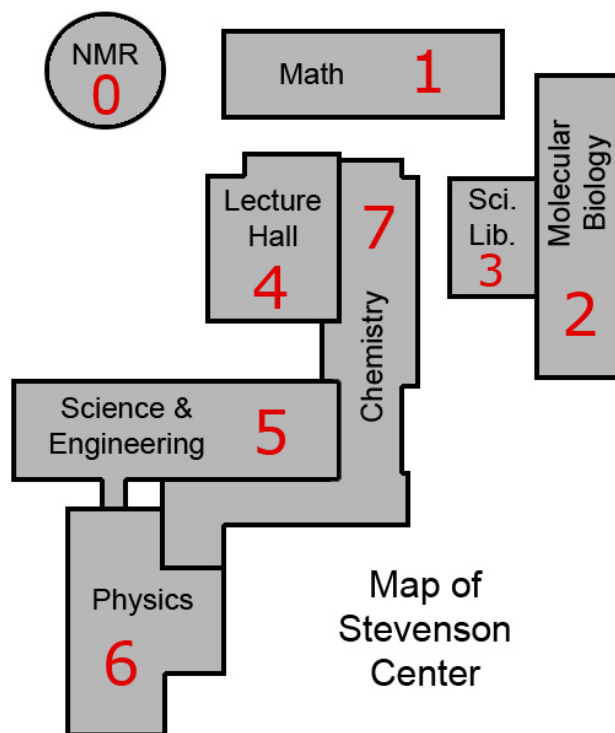 NMR
0
Math 1
Lecture
Hall
4
7
Chemistry
Sci.
Lib.
3
Molecular
Biology
2
Science &
Engineering
5
Physics
6
Map of
Stevenson
Center